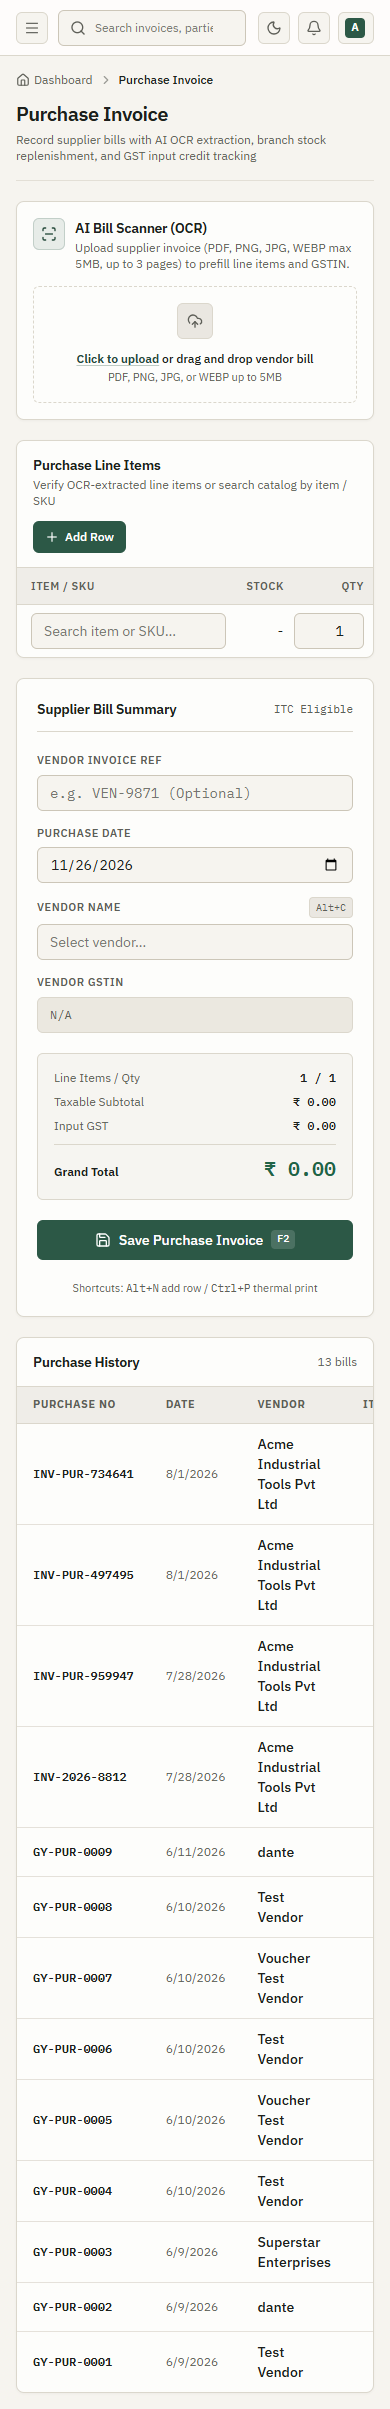 Search invoices, partie
A
Dashboard > Purchase Invoice
Purchase Invoice
Record supplier bills with AI OCR extraction, branch stock
replenishment, and GST input credit tracking
AI Bill Scanner (OCR)
Upload supplier invoice (PDF, PNG, JPG, WEBP max
5MB, up to 3 pages) to prefill line items and GSTIN.
Click to upload or drag and drop vendor bill
PDF, PNG, JPG, or WEBP up to 5MB
Purchase Line Items
Verify OCR-extracted line items or search catalog by item /
SKU
+ Add Row
ITEM / SKU STOCK QTY
Search item or SKU... - 1
Supplier Bill Summary ITC Eligible
VENDOR INVOICE REF
e.g. VEN-9871 (Optional)
PURCHASE DATE
11/26/2026
VENDOR NAME Alt+C
Select vendor...
VENDOR GSTIN
N/A
Line Items / Qty 1 / 1
Taxable Subtotal ₹ 0.00
Input GST ₹ 0.00
Grand Total ₹ 0.00
Save Purchase Invoice F2
Shortcuts: Alt+N add row / Ctrl+P thermal print
Purchase History 13 bills
PURCHASE NO DATE VENDOR IT
INV-PUR-734641 8/1/2026 Acme
Industrial
Tools Pvt
Ltd
INV-PUR-497495 8/1/2026 Acme
Industrial
Tools Pvt
Ltd
INV-PUR-959947 7/28/2026 Acme
Industrial
Tools Pvt
Ltd
INV-2026-8812 7/28/2026 Acme
Industrial
Tools Pvt
Ltd
GY-PUR-0009 6/11/2026 dante
GY-PUR-0008 6/10/2026 Test
Vendor
GY-PUR-0007 6/10/2026 Voucher
Test
Vendor
GY-PUR-0006 6/10/2026 Test
Vendor
GY-PUR-0005 6/10/2026 Voucher
Test
Vendor
GY-PUR-0004 6/10/2026 Test
Vendor
GY-PUR-0003 6/9/2026 Superstar
Enterprises
GY-PUR-0002 6/9/2026 dante
GY-PUR-0001 6/9/2026 Test
Vendor